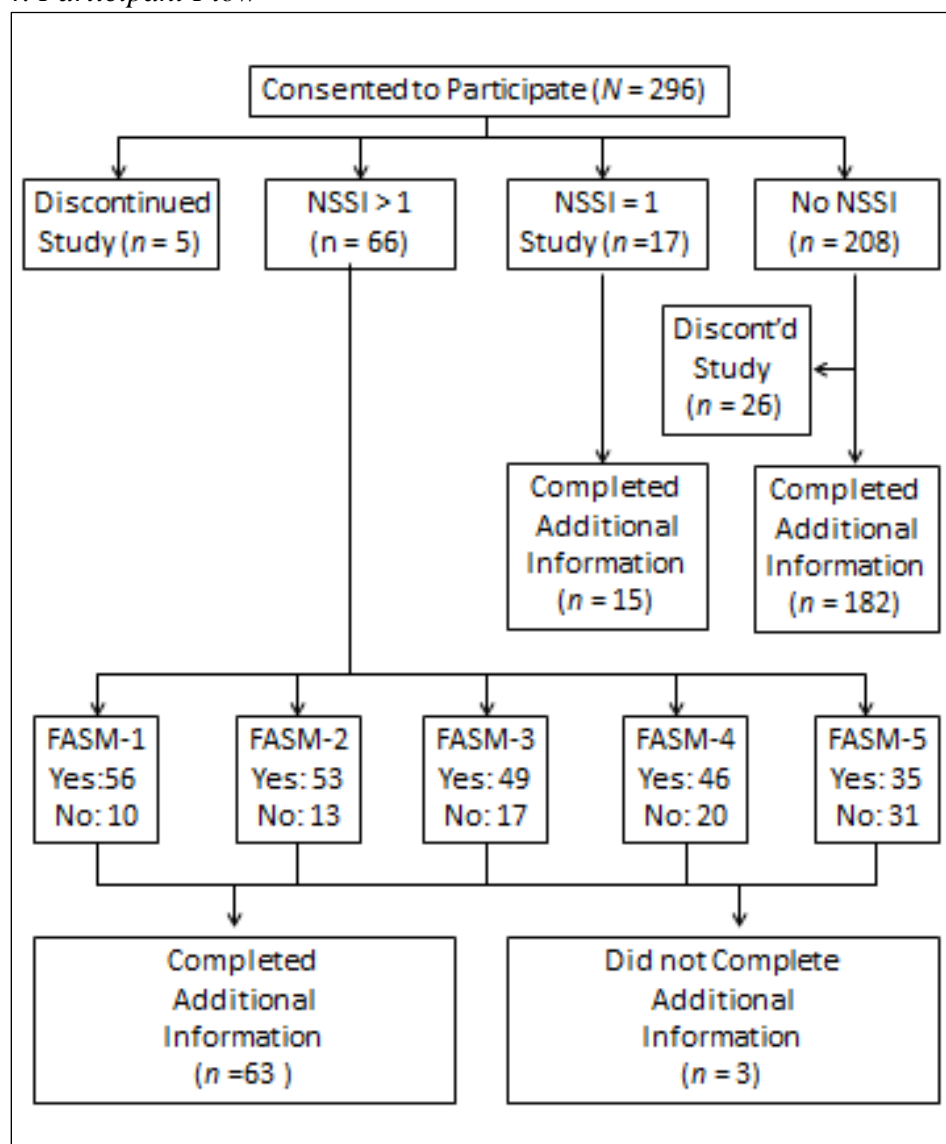 Consented to Participate (N = 296)
Discontinued
Study (n = 5)
NSSI > 1
(n = 66)
NSSI = 1
Study (n =17)
No NSSI
(n = 208)
Discont’d
Study
(n = 26)
Completed
Additional
Information
(n = 15)
Completed
Additional
Information
(n = 182)
FASM-1
Yes:56
No: 10
FASM-2
Yes: 53
No: 13
FASM-3
Yes: 49
No: 17
FASM-4
Yes: 46
No: 20
FASM-5
Yes: 35
No: 31
Completed
Additional
Information
(n =63 )
Did not Complete
Additional
Information
(n = 3)